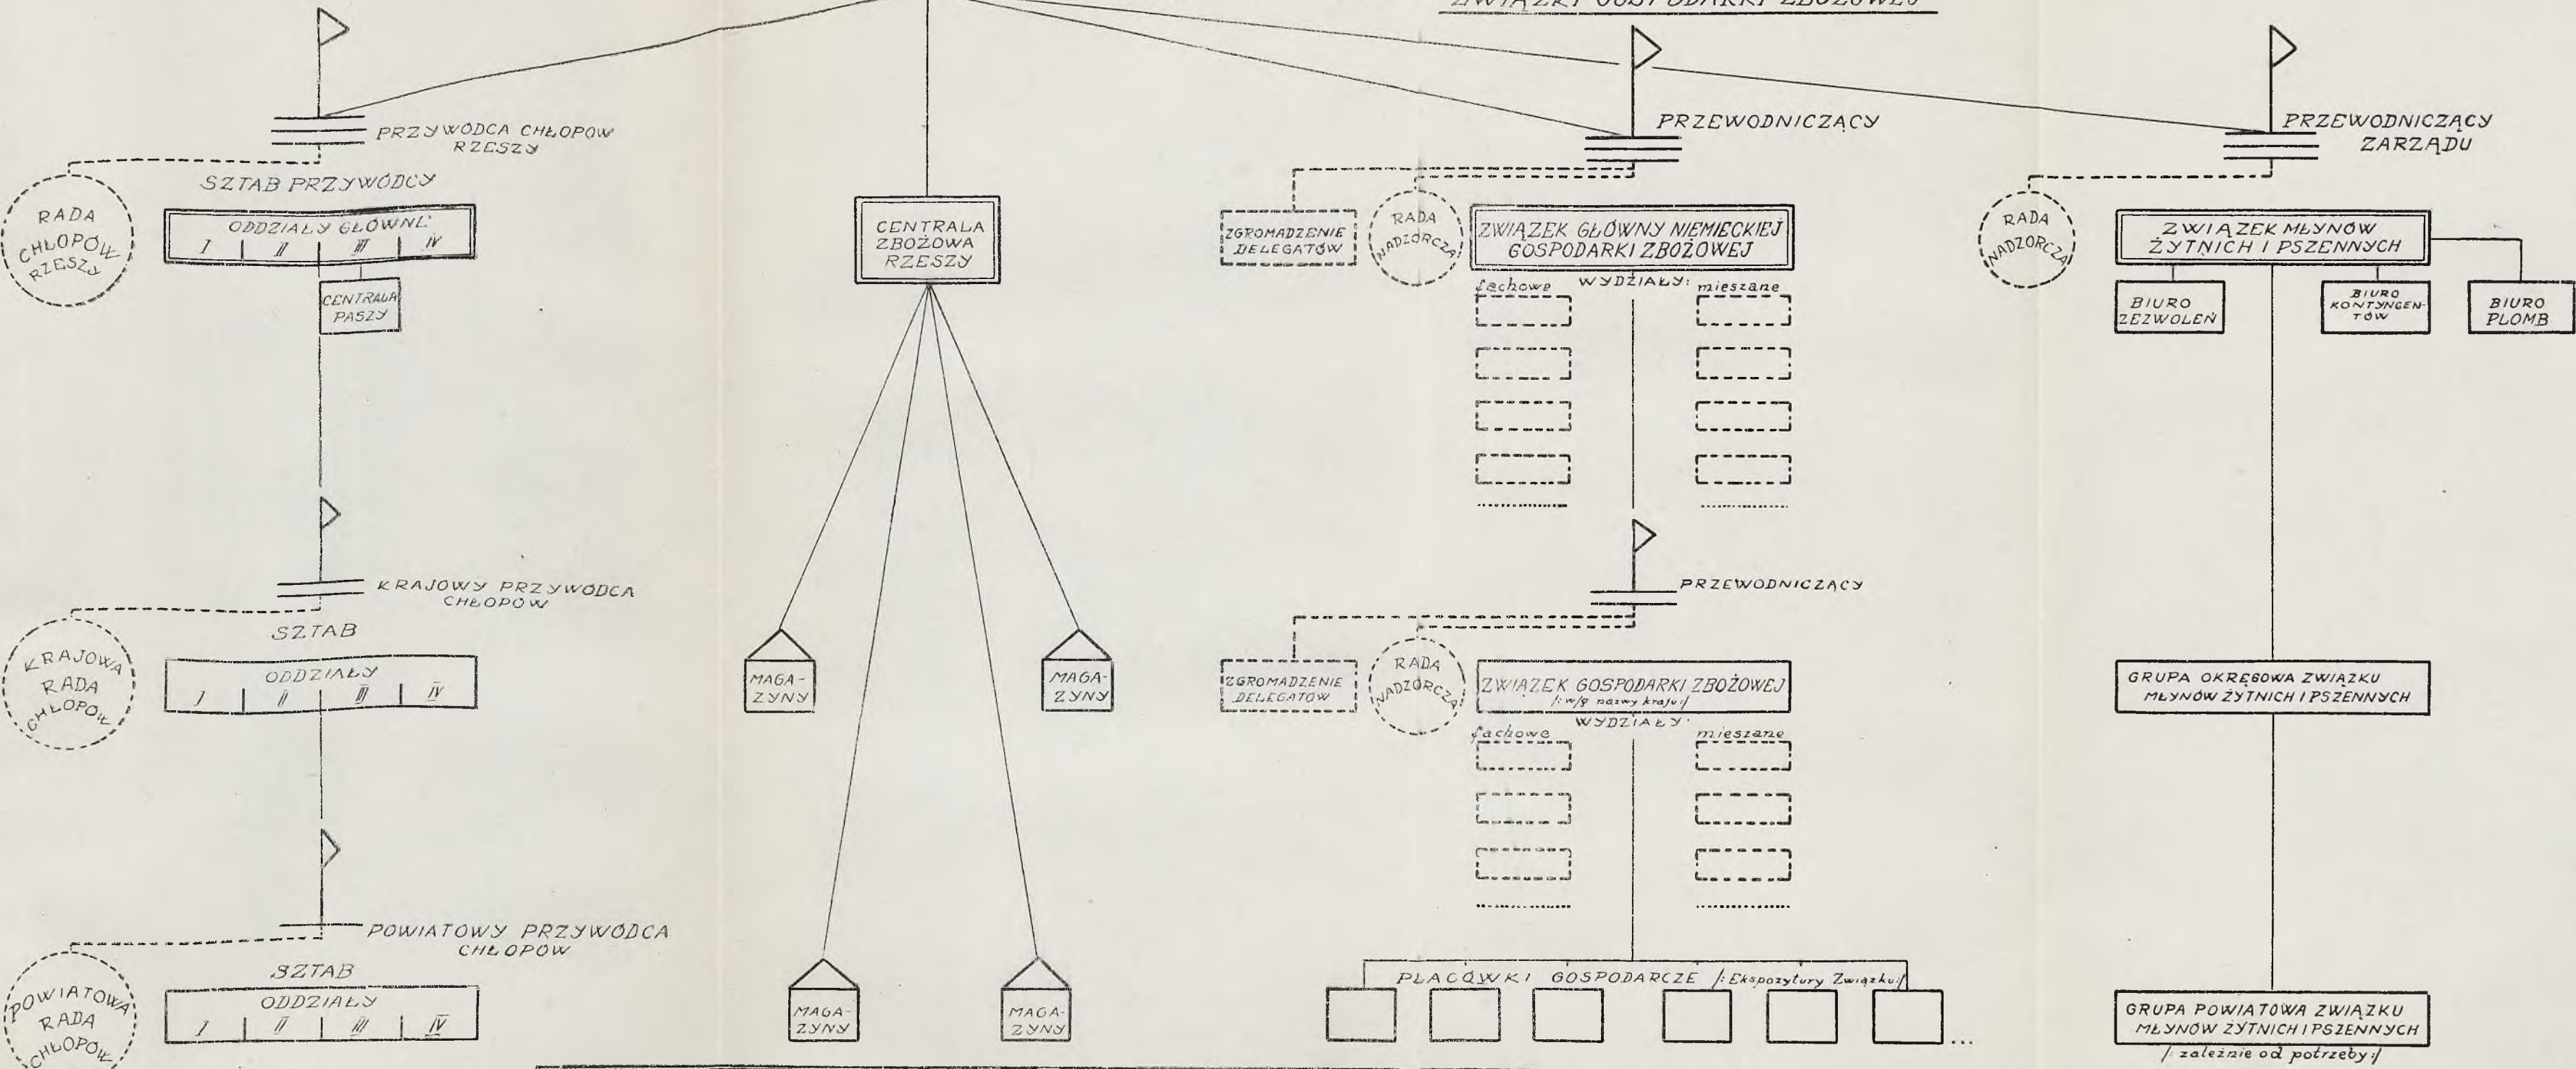 ZWIĄZKI GOSPODARKI ZBOŻOWEJ
PRZYWÓDCA CHŁOPÓW
RZESZY
SZTAB PRZYWÓDCY
RADA
CHŁOPÓW
RZESZY
ODDZIAŁY GŁÓWNE:
I II III IV
CENTRALA
PASZY
KRAJOWY PRZYWÓDCA
CHŁOPÓW
SZTAB
KRAJOWA
RADA
CHŁOPÓW
ODDZIAŁY
I II III IV
POWIATOWY PRZYWÓDCA
CHŁOPÓW
SZTAB
POWIATOWA
RADA
CHŁOPÓW
ODDZIAŁY
I II III IV
CENTRALA
ZBOŻOWA
RZESZY
MAGA-
ZYNY
MAGA-
ZYNY
MAGA-
ZYNY
MAGA-
ZYNY
PRZEWODNICZĄCY
ZGROMADZENIE
DELEGATÓW
RADA
NADZORCZA
ZWIĄZEK GŁÓWNY NIEMIECKIEJ
GOSPODARKI ZBOŻOWEJ
WYDZIAŁY:
fachowe mieszane
PRZEWODNICZĄCY
ZGROMADZENIE
DELEGATÓW
RADA
NADZORCZA
ZWIĄZEK GOSPODARKI ZBOŻOWEJ
/: w/g nazwy kraju:/
WYDZIAŁY:
fachowe mieszane
PLACÓWKI GOSPODARCZE /: Ekspozytury Związku:/
...
PRZEWODNICZĄCY
ZARZĄDU
RADA
NADZORCZA
ZWIĄZEK MŁYNÓW
ŻYTNICH I PSZENNYCH
BIURO
ZEZWOLEŃ
BIURO
KONTYNGEN-
TÓW
BIURO
PLOMB
GRUPA OKRĘGOWA ZWIĄZKU
MŁYNÓW ŻYTNICH I PSZENNYCH
GRUPA POWIATOWA ZWIĄZKU
MŁYNÓW ŻYTNICH I PSZENNYCH
/: zależnie od potrzeby:/